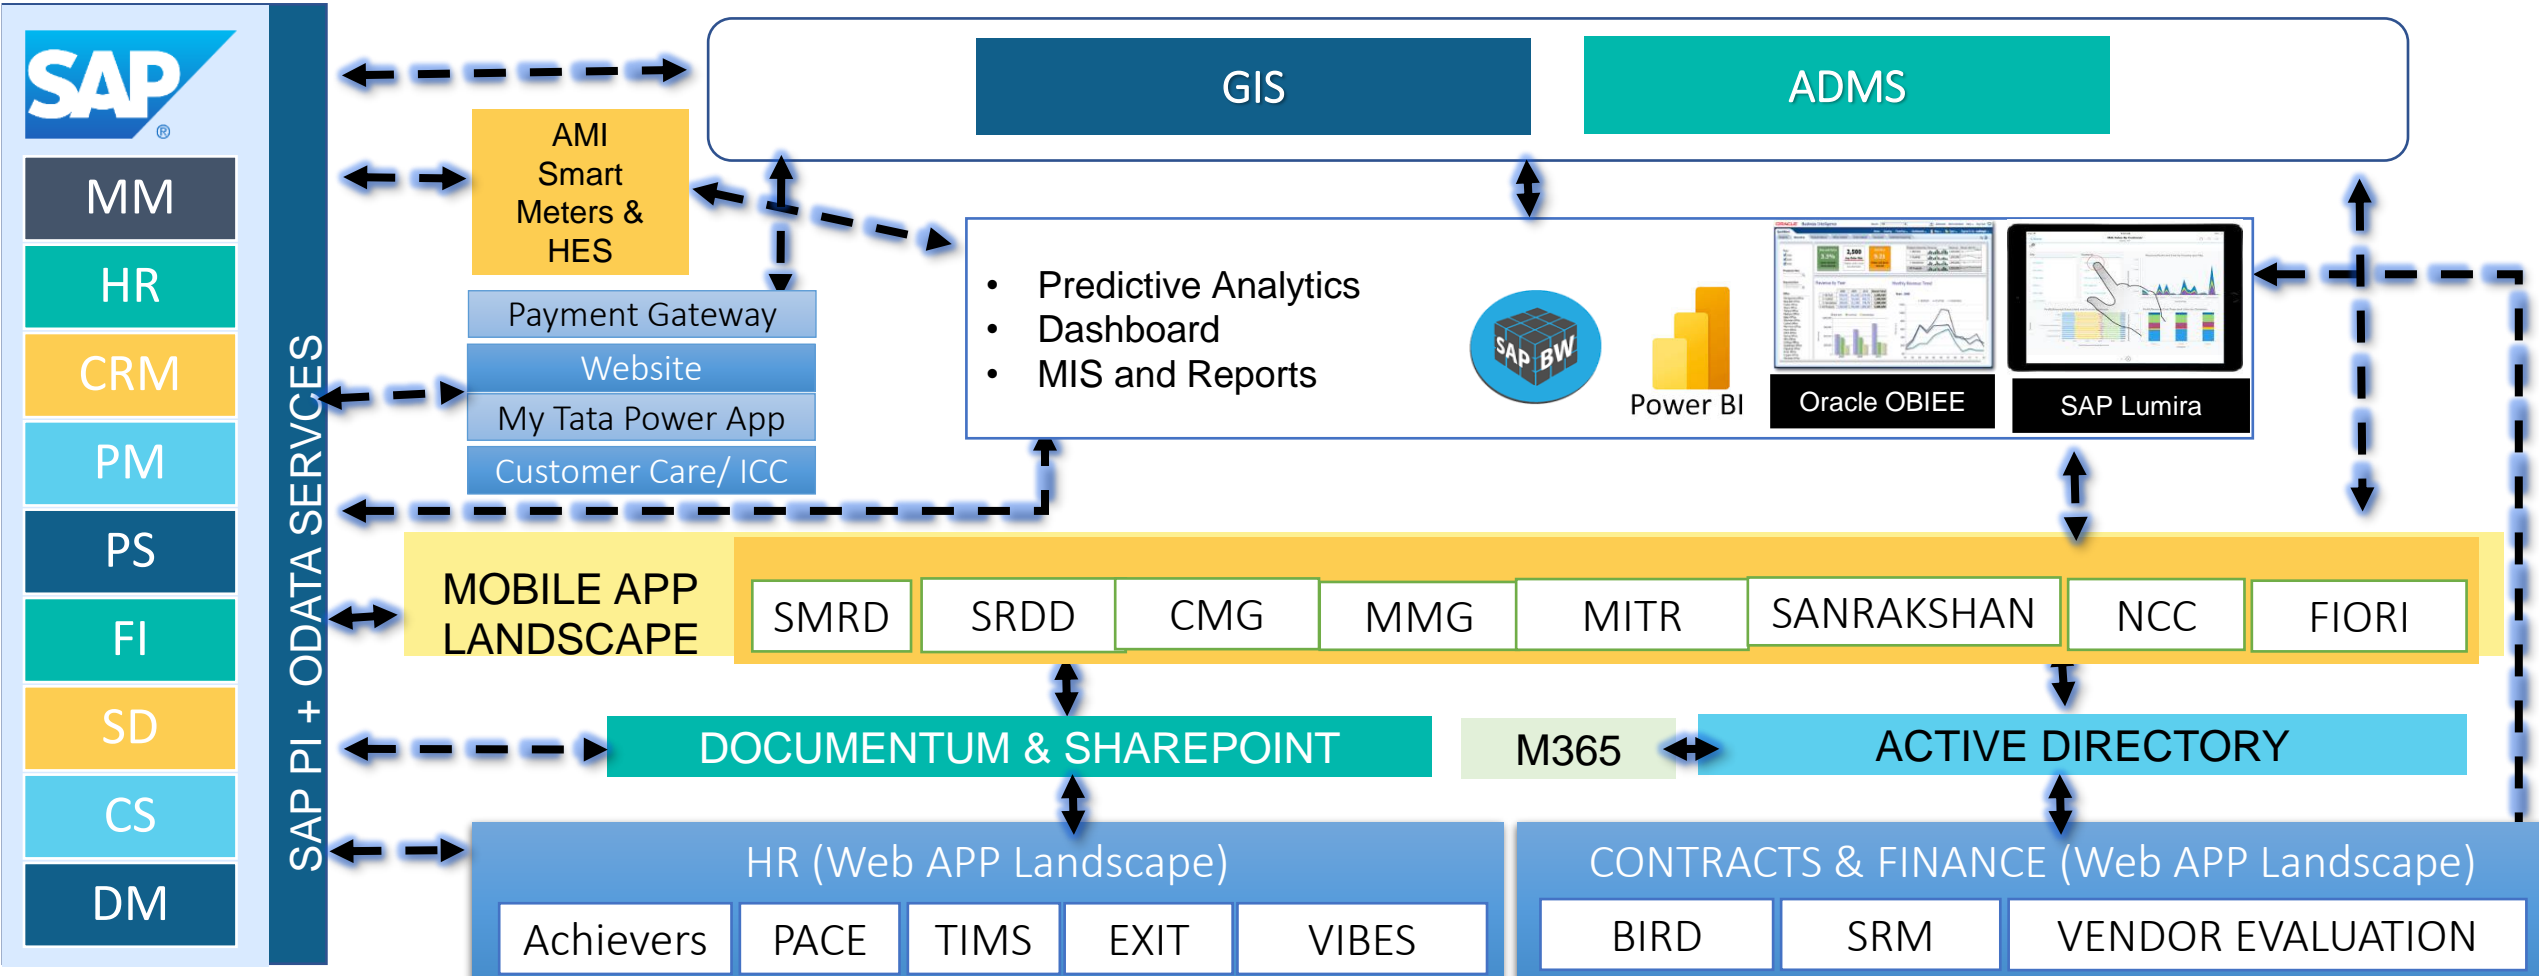 SAP
®
MM
HR
CRM
PM
PS
FI
SD
CS
DM
SAP PI + ODATA SERVCES
GIS
ADMS
AMI
Smart
Meters &
HES
Payment Gateway
Website
My Tata Power App
Customer Care/ ICC
• Predictive Analytics
• Dashboard
• MIS and Reports
SAP BW
Power BI
Oracle OBIEE
SAP Lumira
MOBILE APP
LANDSCAPE
SMRD
SRDD
CMG
MMG
MITR
SANRAKSHAN
NCC
FIORI
DOCUMENTUM & SHAREPOINT
M365
ACTIVE DIRECTORY
HR (Web APP Landscape)
Achievers
PACE
TIMS
EXIT
VIBES
CONTRACTS & FINANCE (Web APP Landscape)
BIRD
SRM
VENDOR EVALUATION